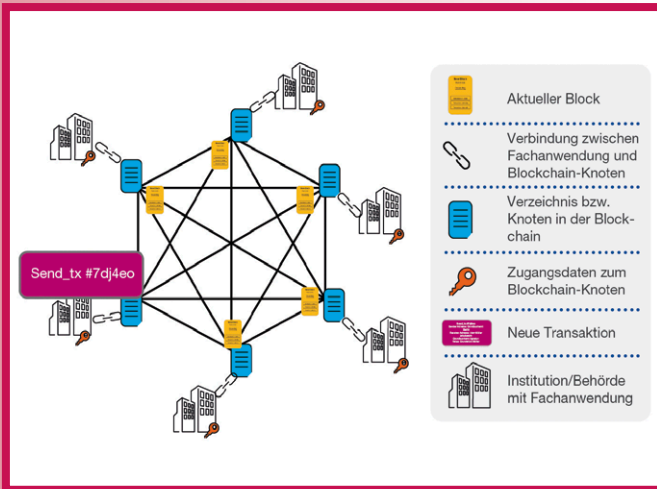 Send_tx #7dj4eo
Aktueller Block
Verbindung zwischen
Fachanwendung und
Blockchain-Knoten
Verzeichnis bzw.
Knoten in der Block-
chain
Zugangsdaten zum
Blockchain-Knoten
Neue Transaktion
Institution/Behörde
mit Fachanwendung